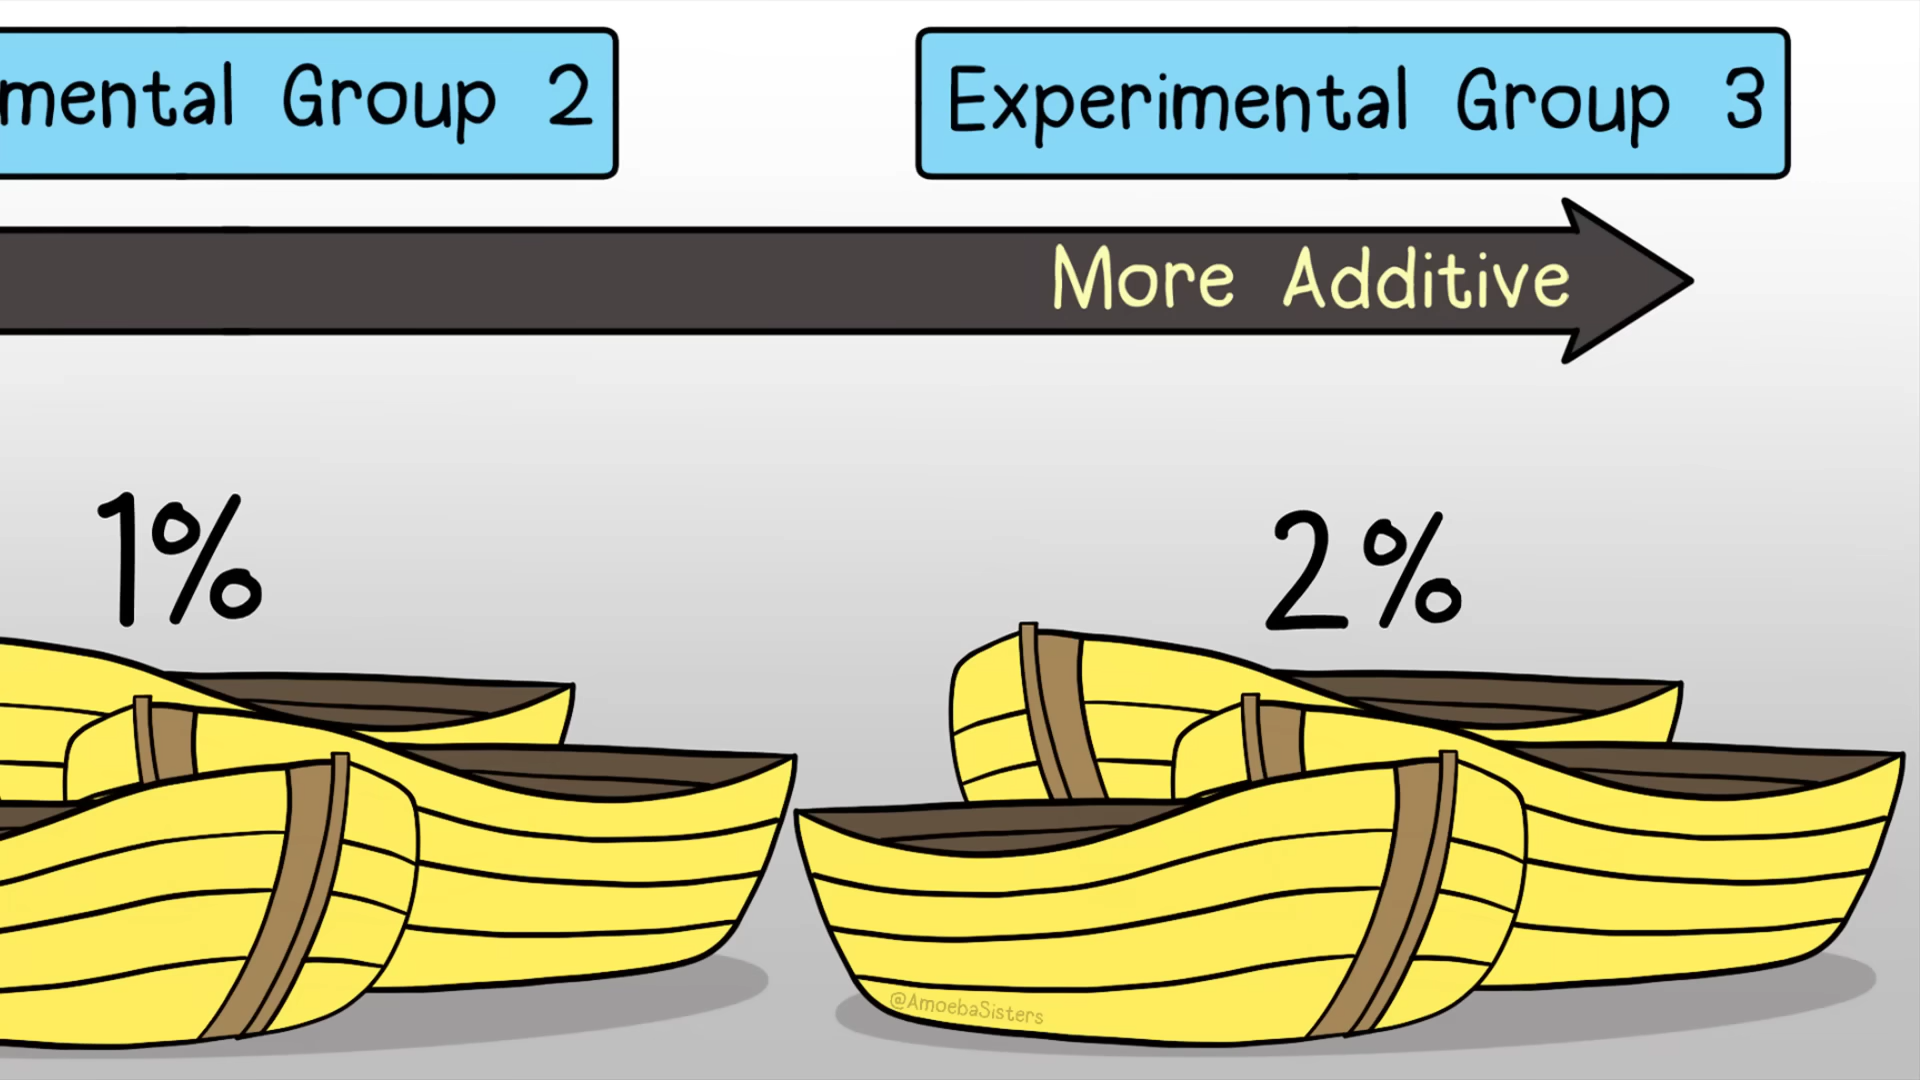 mental Group 2
Experimental Group 3
More Additive
1%
2%
@AmoebaSisters